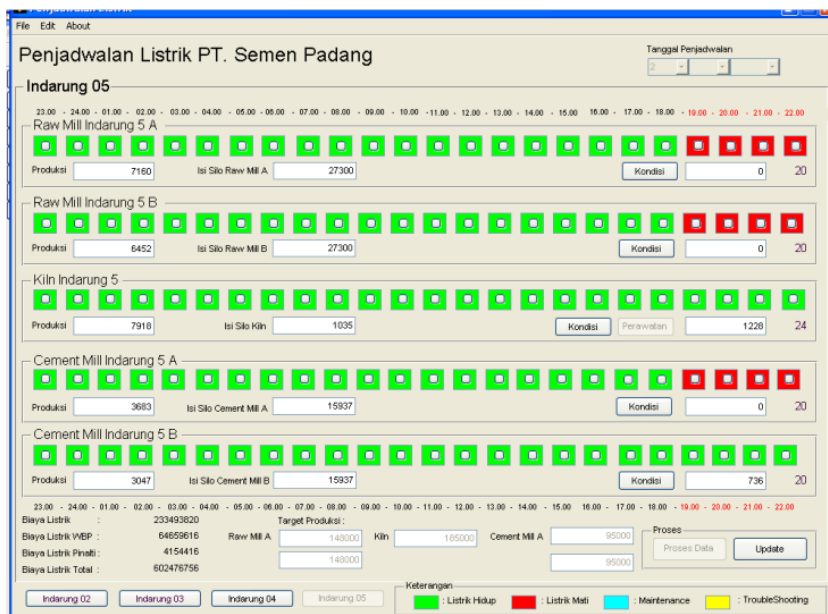 File Edit About
Penjadwalan Listrik PT. Semen Padang
Tanggal Penjadwalan
2
Indarung 05
23.00 - 24.00 - 01.00 - 02.00 - 03.00 - 04.00 - 05.00 - 06.00 - 07.00 - 08.00 - 09.00 - 10.00 -11.00 - 12.00 - 13.00 - 14.00 - 15.00 16.00 - 17.00 - 18.00 - 19.00 - 20.00 - 21.00 - 22.00
Raw Mill Indarung 5 A
Produksi 7160 Isi Silo Raw Mill A 27300 Kondisi 0 20
Raw Mill Indarung 5 B
Produksi 6452 Isi Silo Raw Mill B 27300 Kondisi 0 20
Kiln Indarung 5
Produksi 7918 Isi Silo Kiln 1035 Kondisi Perawatan 1228 24
Cement Mill Indarung 5 A
Produksi 3683 Isi Silo Cement Mill A 15937 Kondisi 0 20
Cement Mill Indarung 5 B
Produksi 3047 Isi Silo Cement Mill B 15937 Kondisi 736 20
23.00 - 24.00 - 01.00 - 02.00 - 03.00 - 04.00 - 05.00 - 06.00 - 07.00 - 08.00 - 09.00 - 10.00 - 11.00 - 12.00 - 13.00 - 14.00 - 15.00 - 16.00 - 17.00 - 18.00 - 19.00 - 20.00 - 21.00 - 22.00
Biaya Listrik : 233493820 Target Produksi :
Biaya Listrik WBP : 64659616 Raw Mill A 148000 Kiln 185000 Cement Mill A 95000 Proses
Biaya Listrik Pinalti : 4154416 148000 95000 Proses Data Update
Biaya Listrik Total : 602476756
Indarung 02 Indarung 03 Indarung 04 Indarung 05 Keterangan
: Listrik Hidup : Listrik Mati : Maintenance : TroubleShooting